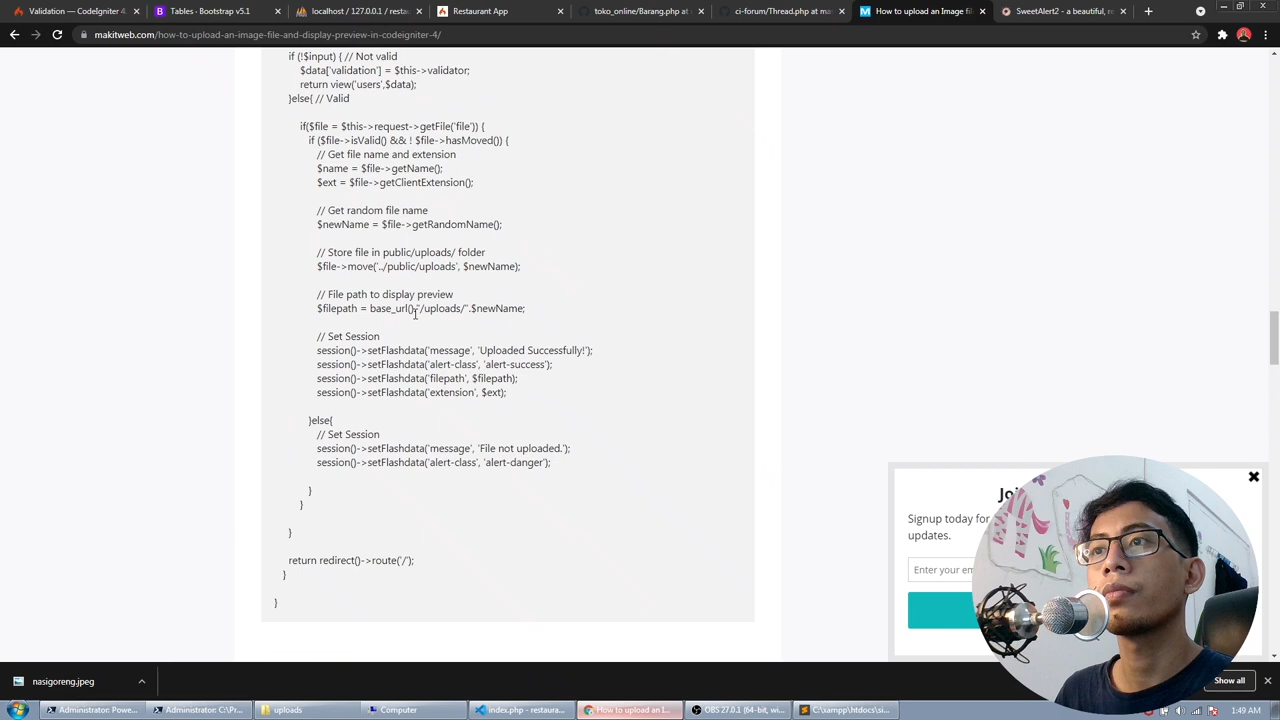 Validation — CodeIgniter 4.
Tables · Bootstrap v5.1
localhost / 127.0.0.1 / resta
Restaurant App
toko_online/Barang.php at
ci-forum/Thread.php at ma
How to upload an Image fil
SweetAlert2 - a beautiful, re
makitweb.com/how-to-upload-an-image-file-and-display-preview-in-codeigniter-4/
if (!$input) { // Not valid
$data['validation'] = $this->validator;
return view('users',$data);
}else{ // Valid
if($file = $this->request->getFile('file')) {
if ($file->isValid() && ! $file->hasMoved()) {
// Get file name and extension
$name = $file->getName();
$ext = $file->getClientExtension();
// Get random file name
$newName = $file->getRandomName();
// Store file in public/uploads/ folder
$file->move('../public/uploads', $newName);
// File path to display preview
$filepath = base_url()."/uploads/".$newName;
// Set Session
session()->setFlashdata('message', 'Uploaded Successfully!');
session()->setFlashdata('alert-class', 'alert-success');
session()->setFlashdata('filepath', $filepath);
session()->setFlashdata('extension', $ext);
}else{
// Set Session
session()->setFlashdata('message', 'File not uploaded.');
session()->setFlashdata('alert-class', 'alert-danger');
}
}
}
return redirect()->route('/');
}
}
Signup today for
updates.
Enter your em
nasigoreng.jpeg
Show all
Administrator: Powe...
Administrator: C:\Pr...
uploads
Computer
index.php - restaura...
How to upload an I...
OBS 27.0.1 (64-bit, wi...
C:\xampp\htdocs\si...
1:49 AM